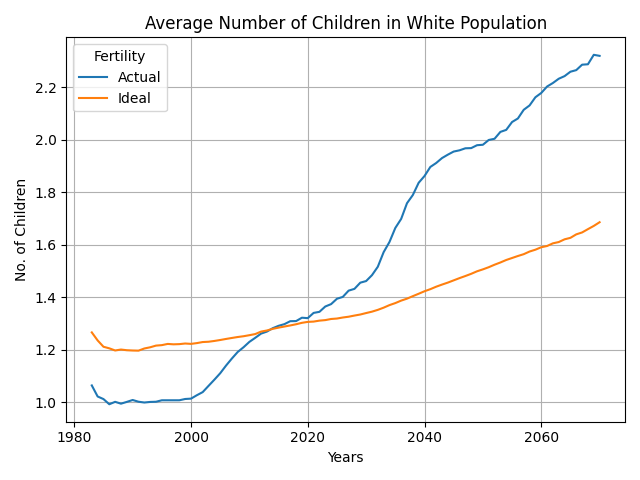 Average Number of Children in White Population
Fertility
Actual
Ideal
No. of Children
2.2
2.0
1.8
1.6
1.4
1.2
1.0
1980
2000
2020
2040
2060
Years